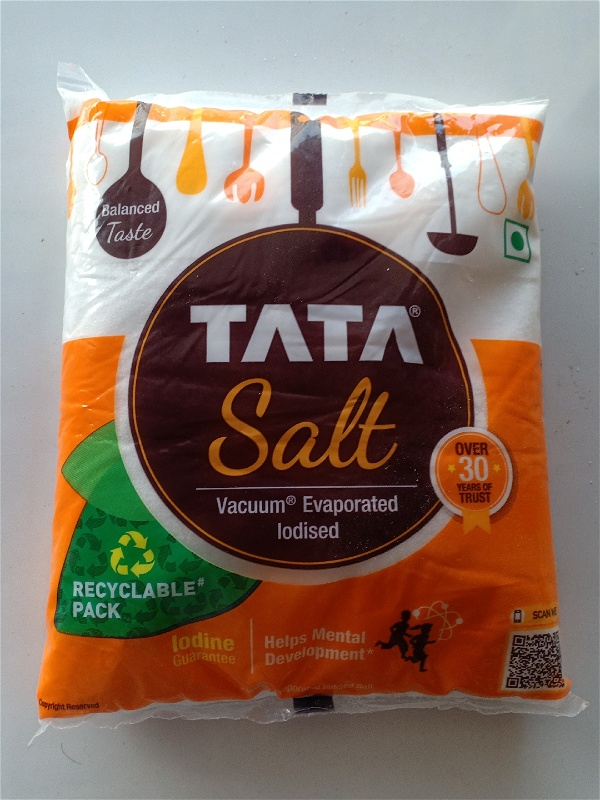 Balanced
Taste
TATA®
Salt
Vacuum® Evaporated
Iodised
OVER
30
YEARS OF
TRUST
RECYCLABLE#
PACK
Iodine
Guarantee
Helps Mental
Development*
SCAN ME
Copyright Reserved